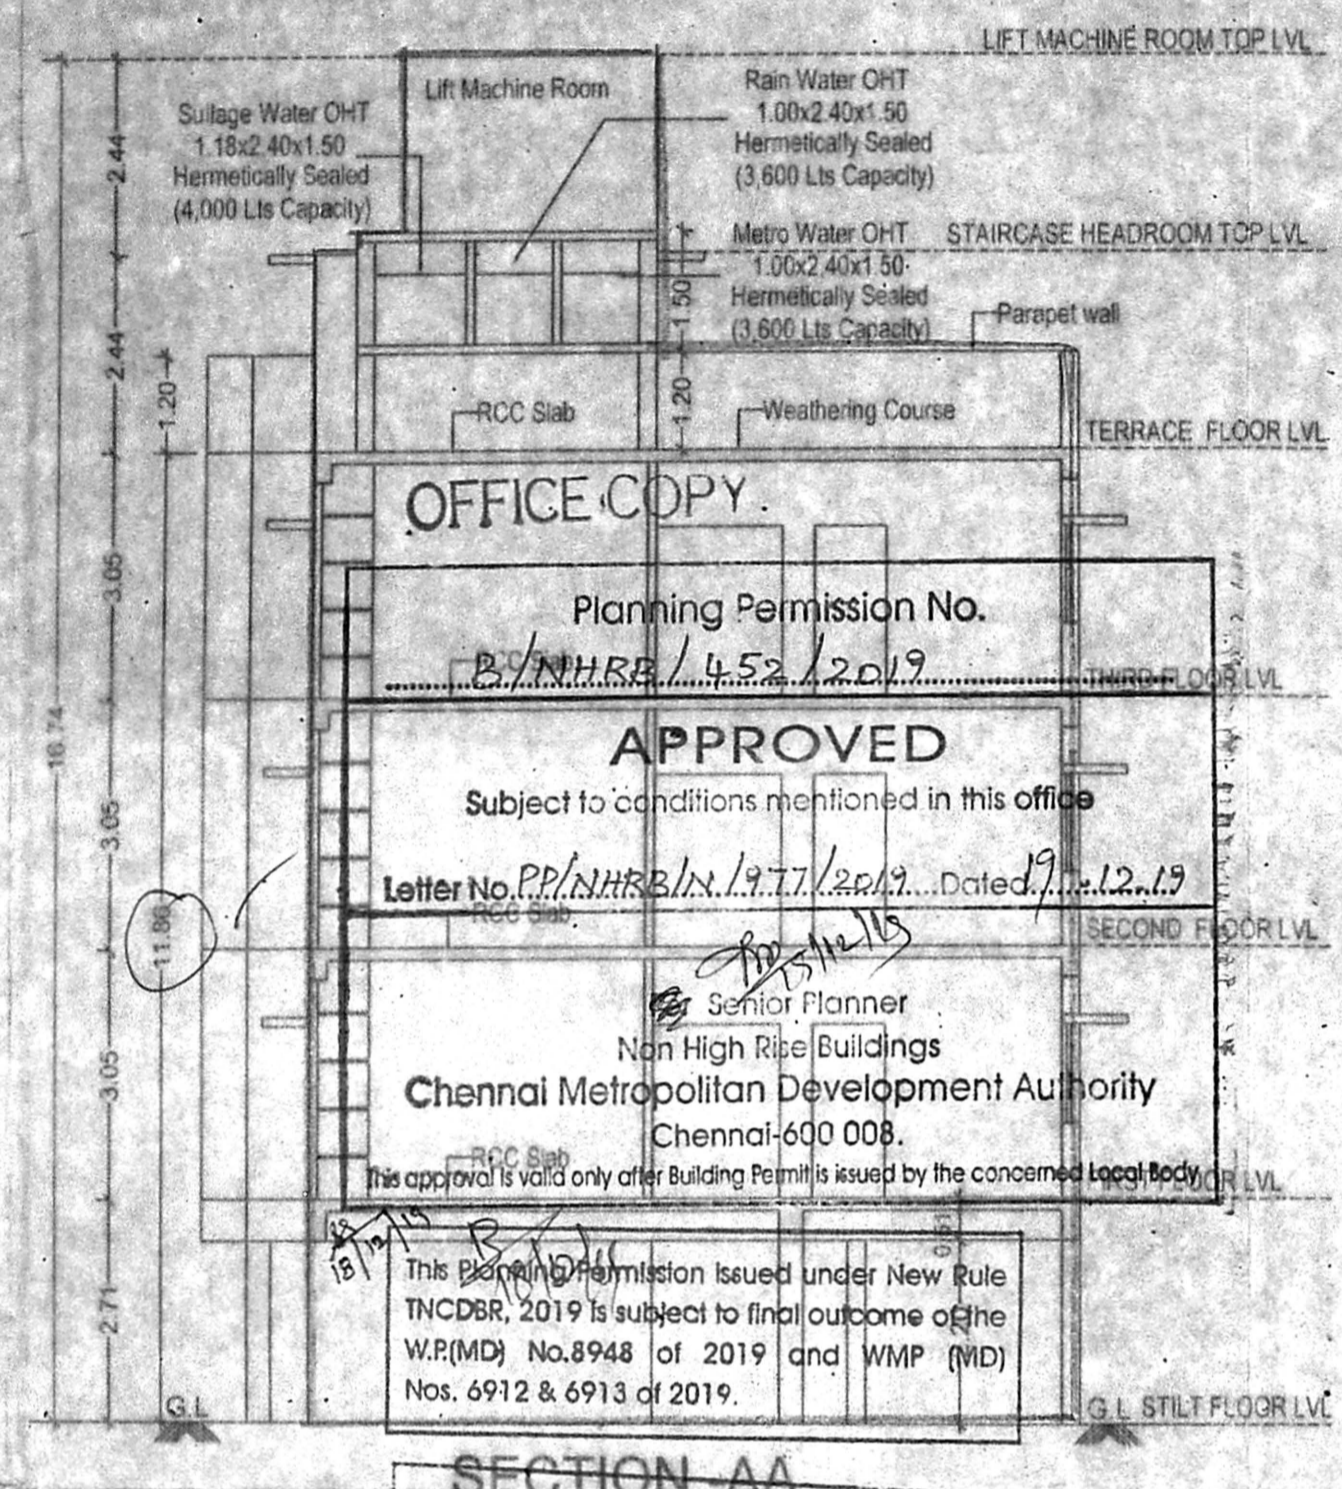 LIFT MACHINE ROOM TOP LVL
Lift Machine Room
Rain Water OHT
1.00x2.40x1.50
Hermetically Sealed
(3,600 Lts Capacity)
Sullage Water OHT
1.18x2.40x1.50
Hermetically Sealed
(4,000 Lts Capacity)
2.44
Metro Water OHT
1.00x2.40x1.50
Hermetically Sealed
(3,600 Lts Capacity)
STAIRCASE HEADROOM TOP LVL
1.50
Parapet wall
2.44
1.20
1.20
RCC Slab
Weathering Course
TERRACE FLOOR LVL
OFFICE COPY.
3.05
Planning Permission No.
B/NHRB/452/2019
RCC Slab
THIRD FLOOR LVL
16.74
APPROVED
Subject to conditions mentioned in this office
3.05
Letter No. PP/NHRB/N/977/2019 Dated 19.12.19
RCC Slab
11.86
SECOND FLOOR LVL
Senior Planner
Non High Rise Buildings
3.05
Chennai Metropolitan Development Authority
Chennai-600 008.
RCC Slab
This approval is valid only after Building Permit is issued by the concerned Local Body
FLOOR LVL
18/12/19
2.71
This Planning Permission Issued under New Rule
TNCDBR, 2019 is subject to final outcome of the
W.P.(MD) No.8948 of 2019 and WMP (MD)
Nos. 6912 & 6913 of 2019.
G.L
G.L STILT FLOOR LVL
SECTION AA